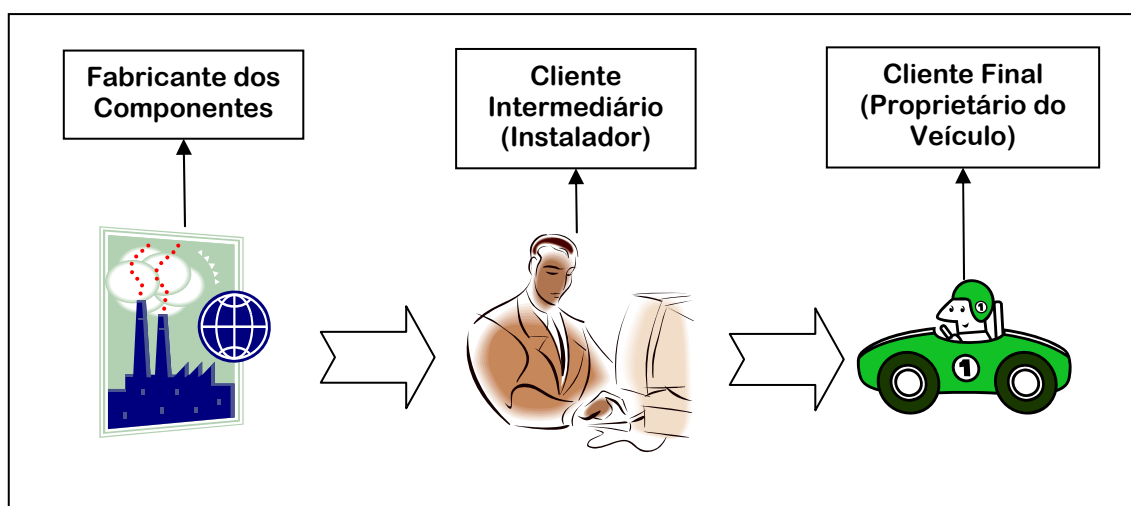 Fabricante dos
Componentes
Cliente
Intermediário
(Instalador)
Cliente Final
(Proprietário do
Veículo)
1
1